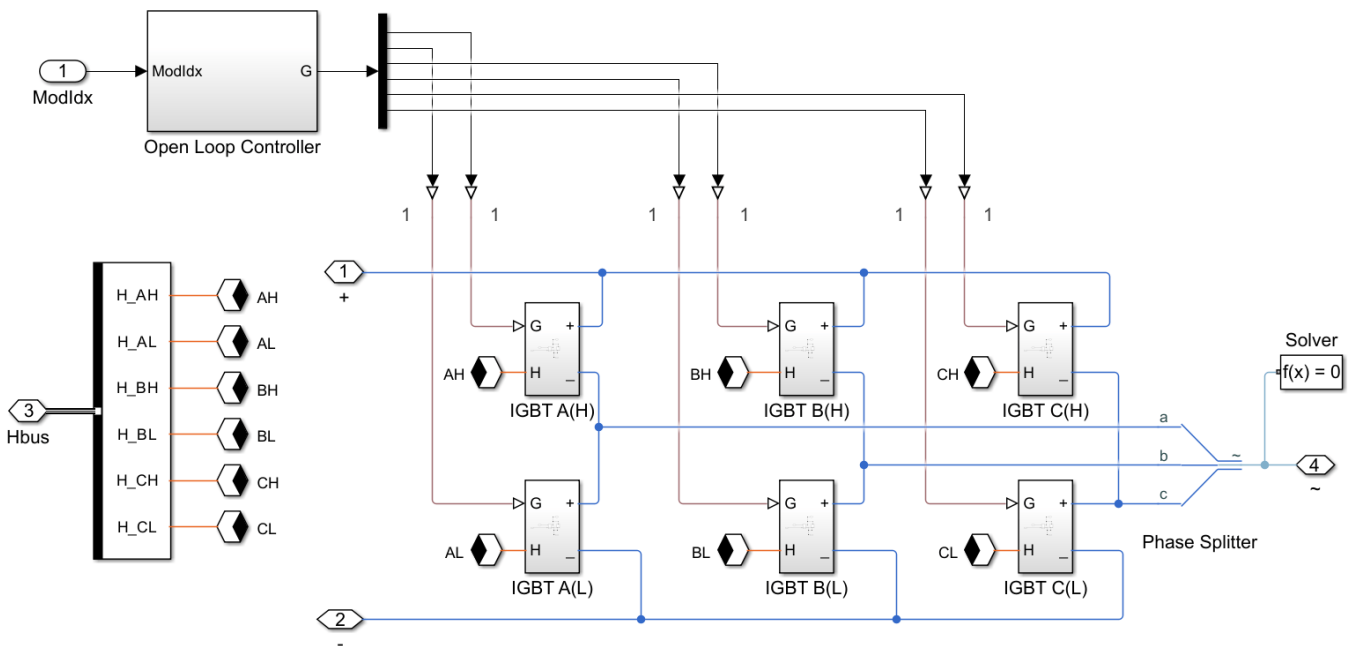 1
ModIdx
ModIdx G
Open Loop Controller
1 1 1 1 1 1
H_AH AH
H_AL AL
H_BH BH
H_BL BL
H_CH CH
H_CL CL
3
Hbus
1
+
G + G + G +
AH H _ BH H _ CH H _
IGBT A(H) IGBT B(H) IGBT C(H)
Solver
f(x) = 0
a
b ~
c
4
~
G + G + G +
AL H _ BL H _ CL H _
IGBT A(L) IGBT B(L) IGBT C(L)
Phase Splitter
2
-